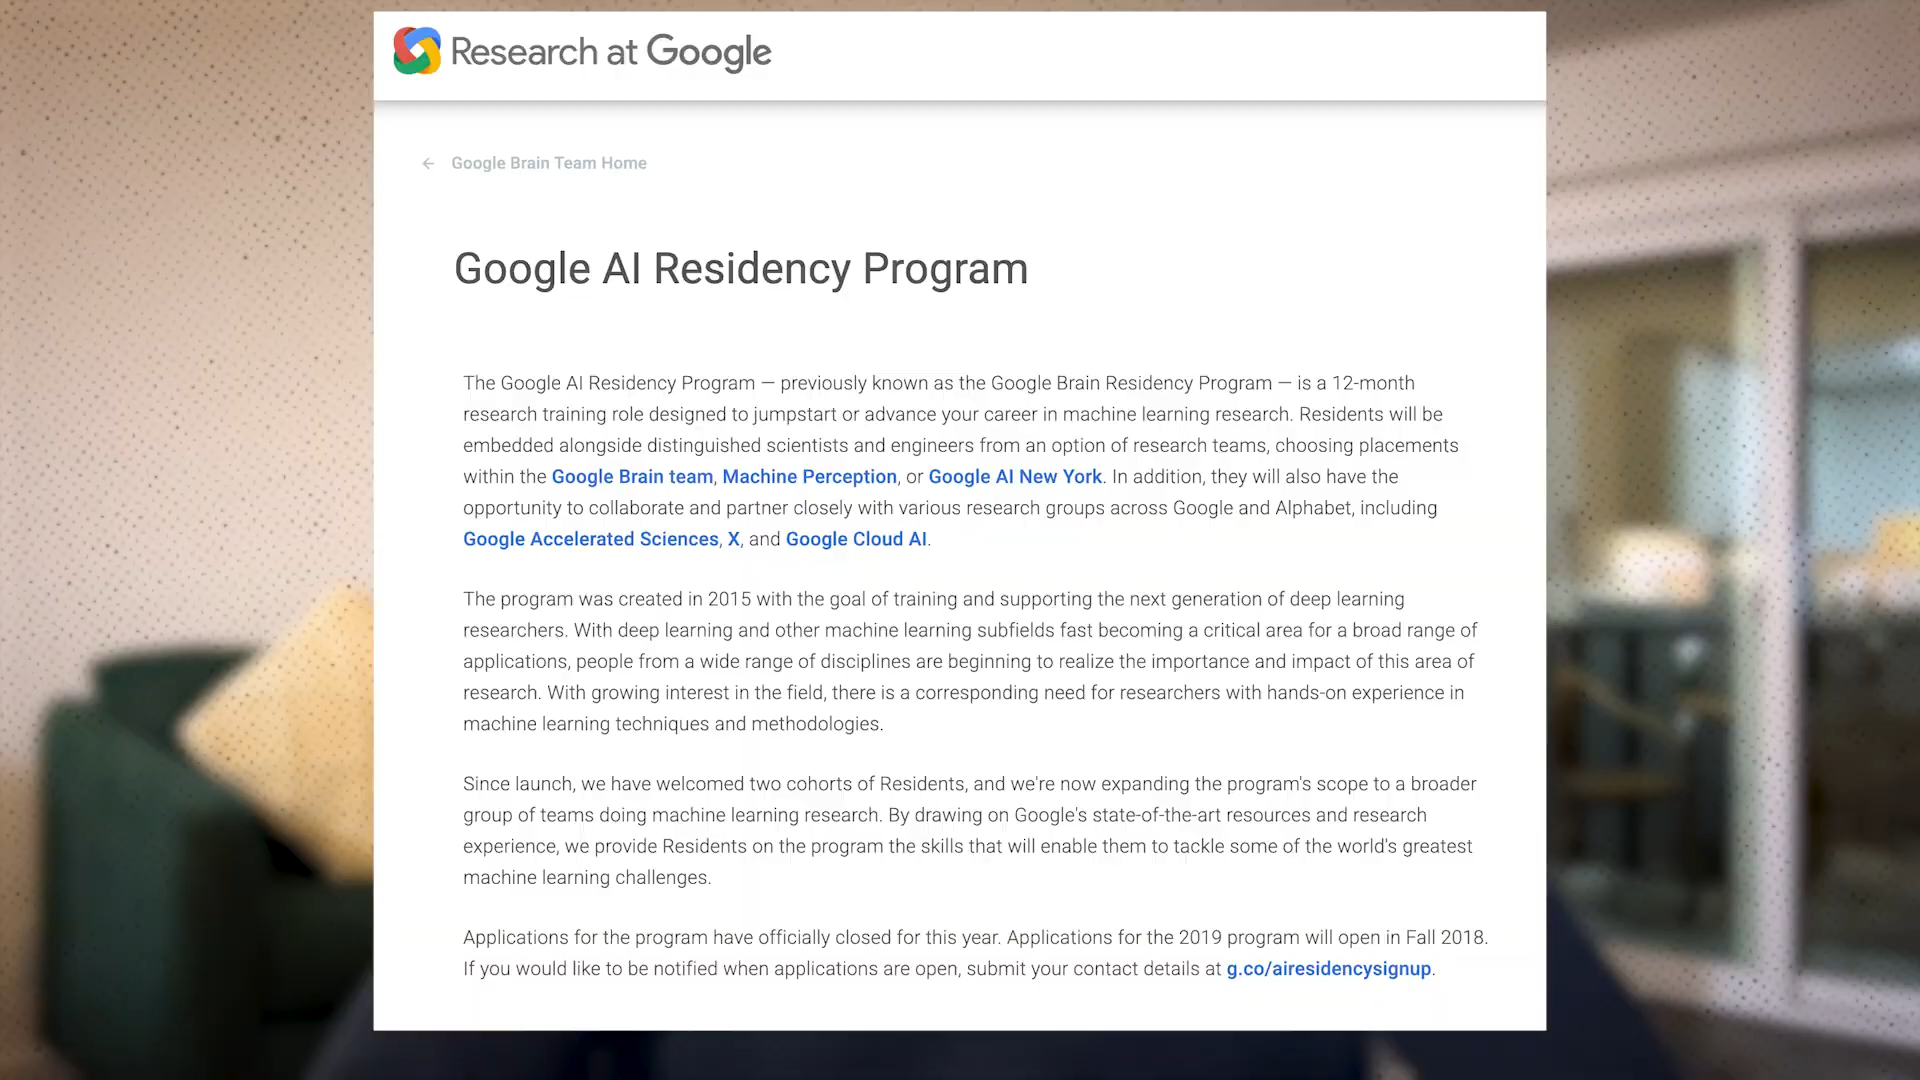 Research at Google
← Google Brain Team Home
Google AI Residency Program
The Google AI Residency Program — previously known as the Google Brain Residency Program — is a 12-month
research training role designed to jumpstart or advance your career in machine learning research. Residents will be
embedded alongside distinguished scientists and engineers from an option of research teams, choosing placements
within the Google Brain team, Machine Perception, or Google AI New York. In addition, they will also have the
opportunity to collaborate and partner closely with various research groups across Google and Alphabet, including
Google Accelerated Sciences, X, and Google Cloud AI.
The program was created in 2015 with the goal of training and supporting the next generation of deep learning
researchers. With deep learning and other machine learning subfields fast becoming a critical area for a broad range of
applications, people from a wide range of disciplines are beginning to realize the importance and impact of this area of
research. With growing interest in the field, there is a corresponding need for researchers with hands-on experience in
machine learning techniques and methodologies.
Since launch, we have welcomed two cohorts of Residents, and we're now expanding the program's scope to a broader
group of teams doing machine learning research. By drawing on Google's state-of-the-art resources and research
experience, we provide Residents on the program the skills that will enable them to tackle some of the world's greatest
machine learning challenges.
Applications for the program have officially closed for this year. Applications for the 2019 program will open in Fall 2018.
If you would like to be notified when applications are open, submit your contact details at g.co/airesidencysignup.